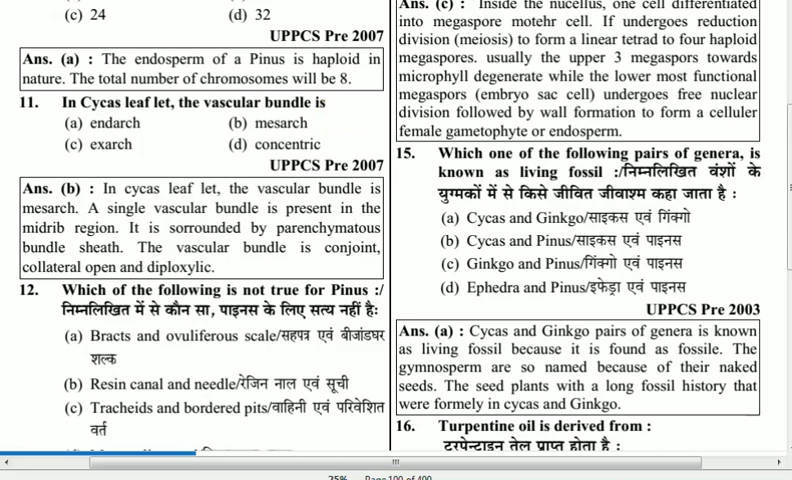 (c) 24 (d) 32
UPPCS Pre 2007
Ans. (a) : The endosperm of a Pinus is haploid in
nature. The total number of chromosomes will be 8.
11. In Cycas leaf let, the vascular bundle is
(a) endarch (b) mesarch
(c) exarch (d) concentric
UPPCS Pre 2007
Ans. (b) : In cycas leaf let, the vascular bundle is
mesarch. A single vascular bundle is present in the
midrib region. It is sorrounded by parenchymatous
bundle sheath. The vascular bundle is conjoint,
collateral open and diploxylic.
12. Which of the following is not true for Pinus :/
निम्नलिखित में से कौन सा, पाइनस के लिए सत्य नहीं हैः
(a) Bracts and ovuliferous scale/सहपत्र एवं बीजांडधर
शल्क
(b) Resin canal and needle/रेजिन नाल एवं सूची
(c) Tracheids and bordered pits/वाहिनी एवं परिवेशित
वर्त
Ans. (c) : Inside the nucellus, one cell differentiated
into megaspore motehr cell. If undergoes reduction
division (meiosis) to form a linear tetrad to four haploid
megaspores. usually the upper 3 megaspors towards
microphyll degenerate while the lower most functional
megaspors (embryo sac cell) undergoes free nuclear
division followed by wall formation to form a celluler
female gametophyte or endosperm.
15. Which one of the following pairs of genera, is
known as living fossil :/निम्नलिखित वंशों के
युग्मकों में से किसे जीवित जीवाश्म कहा जाता है :
(a) Cycas and Ginkgo/साइकस एवं गिंक्गो
(b) Cycas and Pinus/साइकस एवं पाइनस
(c) Ginkgo and Pinus/गिंक्गो एवं पाइनस
(d) Ephedra and Pinus/इफेड्रा एवं पाइनस
UPPCS Pre 2003
Ans. (a) : Cycas and Ginkgo pairs of genera is known
as living fossil because it is found as fossile. The
gymnosperm are so named because of their naked
seeds. The seed plants with a long fossil history that
were formely in cycas and Ginkgo.
16. Turpentine oil is derived from :
टरपेन्टाइन तेल प्राप्त होता है :
75% Page 100 of 400